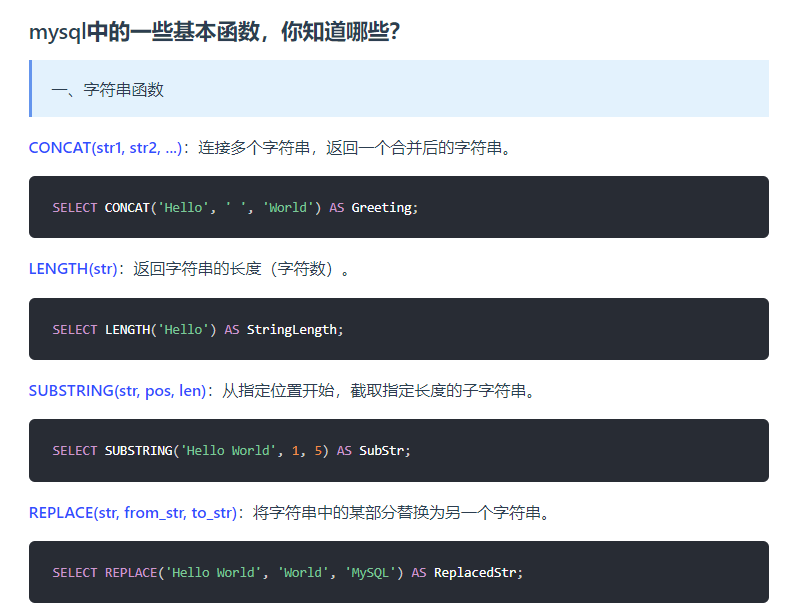 mysql中的一些基本函数，你知道哪些？
一、字符串函数
CONCAT(str1, str2, ...)：连接多个字符串，返回一个合并后的字符串。
SELECT CONCAT('Hello', ' ', 'World') AS Greeting;
LENGTH(str)：返回字符串的长度（字符数）。
SELECT LENGTH('Hello') AS StringLength;
SUBSTRING(str, pos, len)：从指定位置开始，截取指定长度的子字符串。
SELECT SUBSTRING('Hello World', 1, 5) AS SubStr;
REPLACE(str, from_str, to_str)：将字符串中的某部分替换为另一个字符串。
SELECT REPLACE('Hello World', 'World', 'MySQL') AS ReplacedStr;